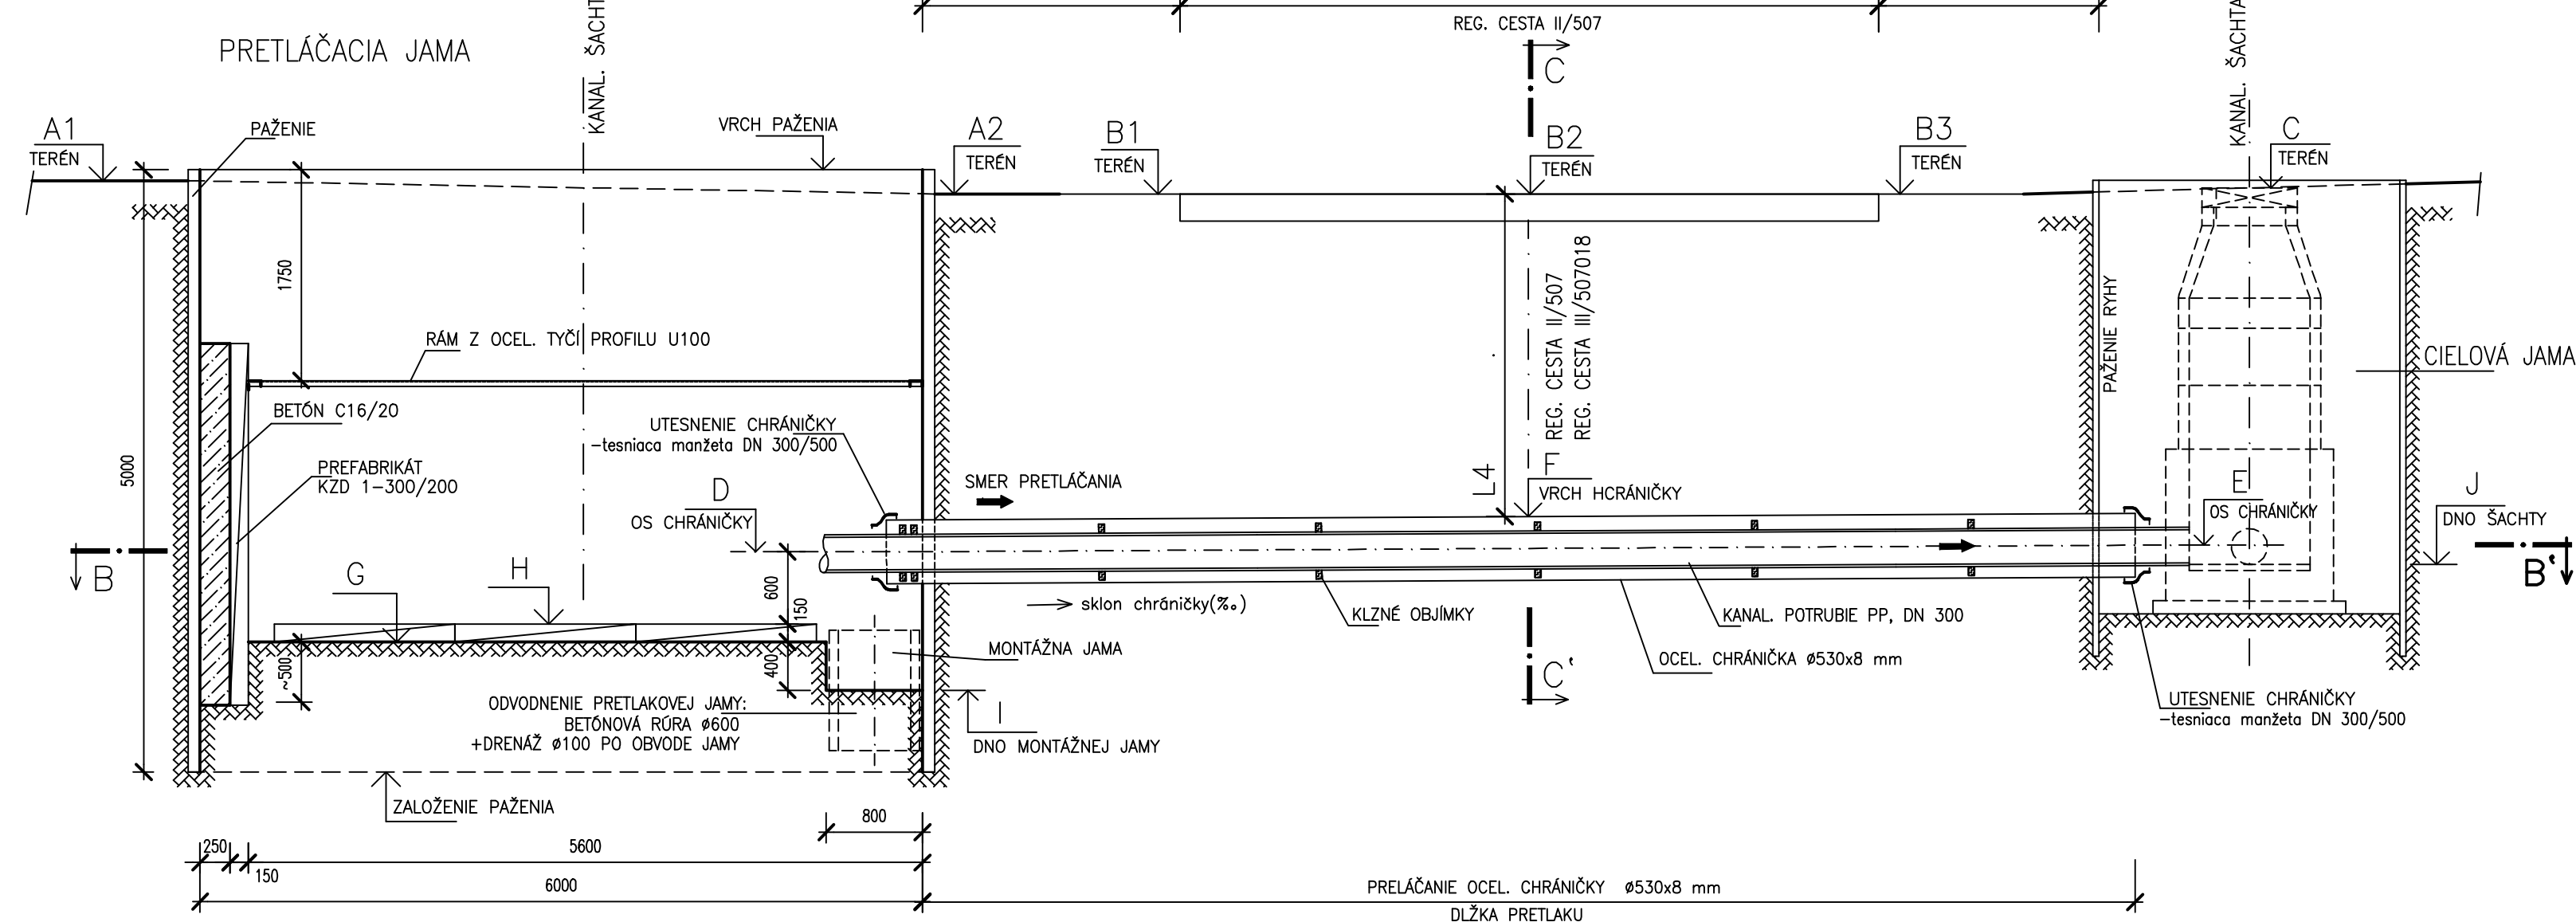 REG. CESTA II/507
PRETLÁČACIA JAMA
KANAL. ŠACHTA
KANAL. ŠACHTA
C
A1
TERÉN
PAŽENIE
VRCH PAŽENIA
A2
TERÉN
B1
TERÉN
B2
TERÉN
B3
TERÉN
C
TERÉN
1750
5000
RÁM Z OCEL. TYČÍ PROFILU U100
BETÓN C16/20
PREFABRIKÁT
KZD 1-300/200
UTESNENIE CHRÁNIČKY
-tesniaca manžeta DN 300/500
D
OS CHRÁNIČKY
SMER PRETLÁČANIA
L4
REG. CESTA II/507
REG. CESTA III/507018
F
VRCH HCRÁNIČKY
PAŽENIE RYHY
CIELOVÁ JAMA
E
OS CHRÁNIČKY
J
DNO ŠACHTY
B
B'
G
H
600
150
400
~500
sklon chráničky(‰)
KLZNÉ OBJÍMKY
KANAL. POTRUBIE PP, DN 300
OCEL. CHRÁNIČKA ø530x8 mm
MONTÁŽNA JAMA
C'
UTESNENIE CHRÁNIČKY
-tesniaca manžeta DN 300/500
ODVODNENIE PRETLAKOVEJ JAMY:
BETÓNOVÁ RÚRA ø600
+DRENÁŽ ø100 PO OBVODE JAMY
I
DNO MONTÁŽNEJ JAMY
ZALOŽENIE PAŽENIA
800
250
5600
150
6000
PRELÁČANIE OCEL. CHRÁNIČKY ø530x8 mm
DLŽKA PRETLAKU